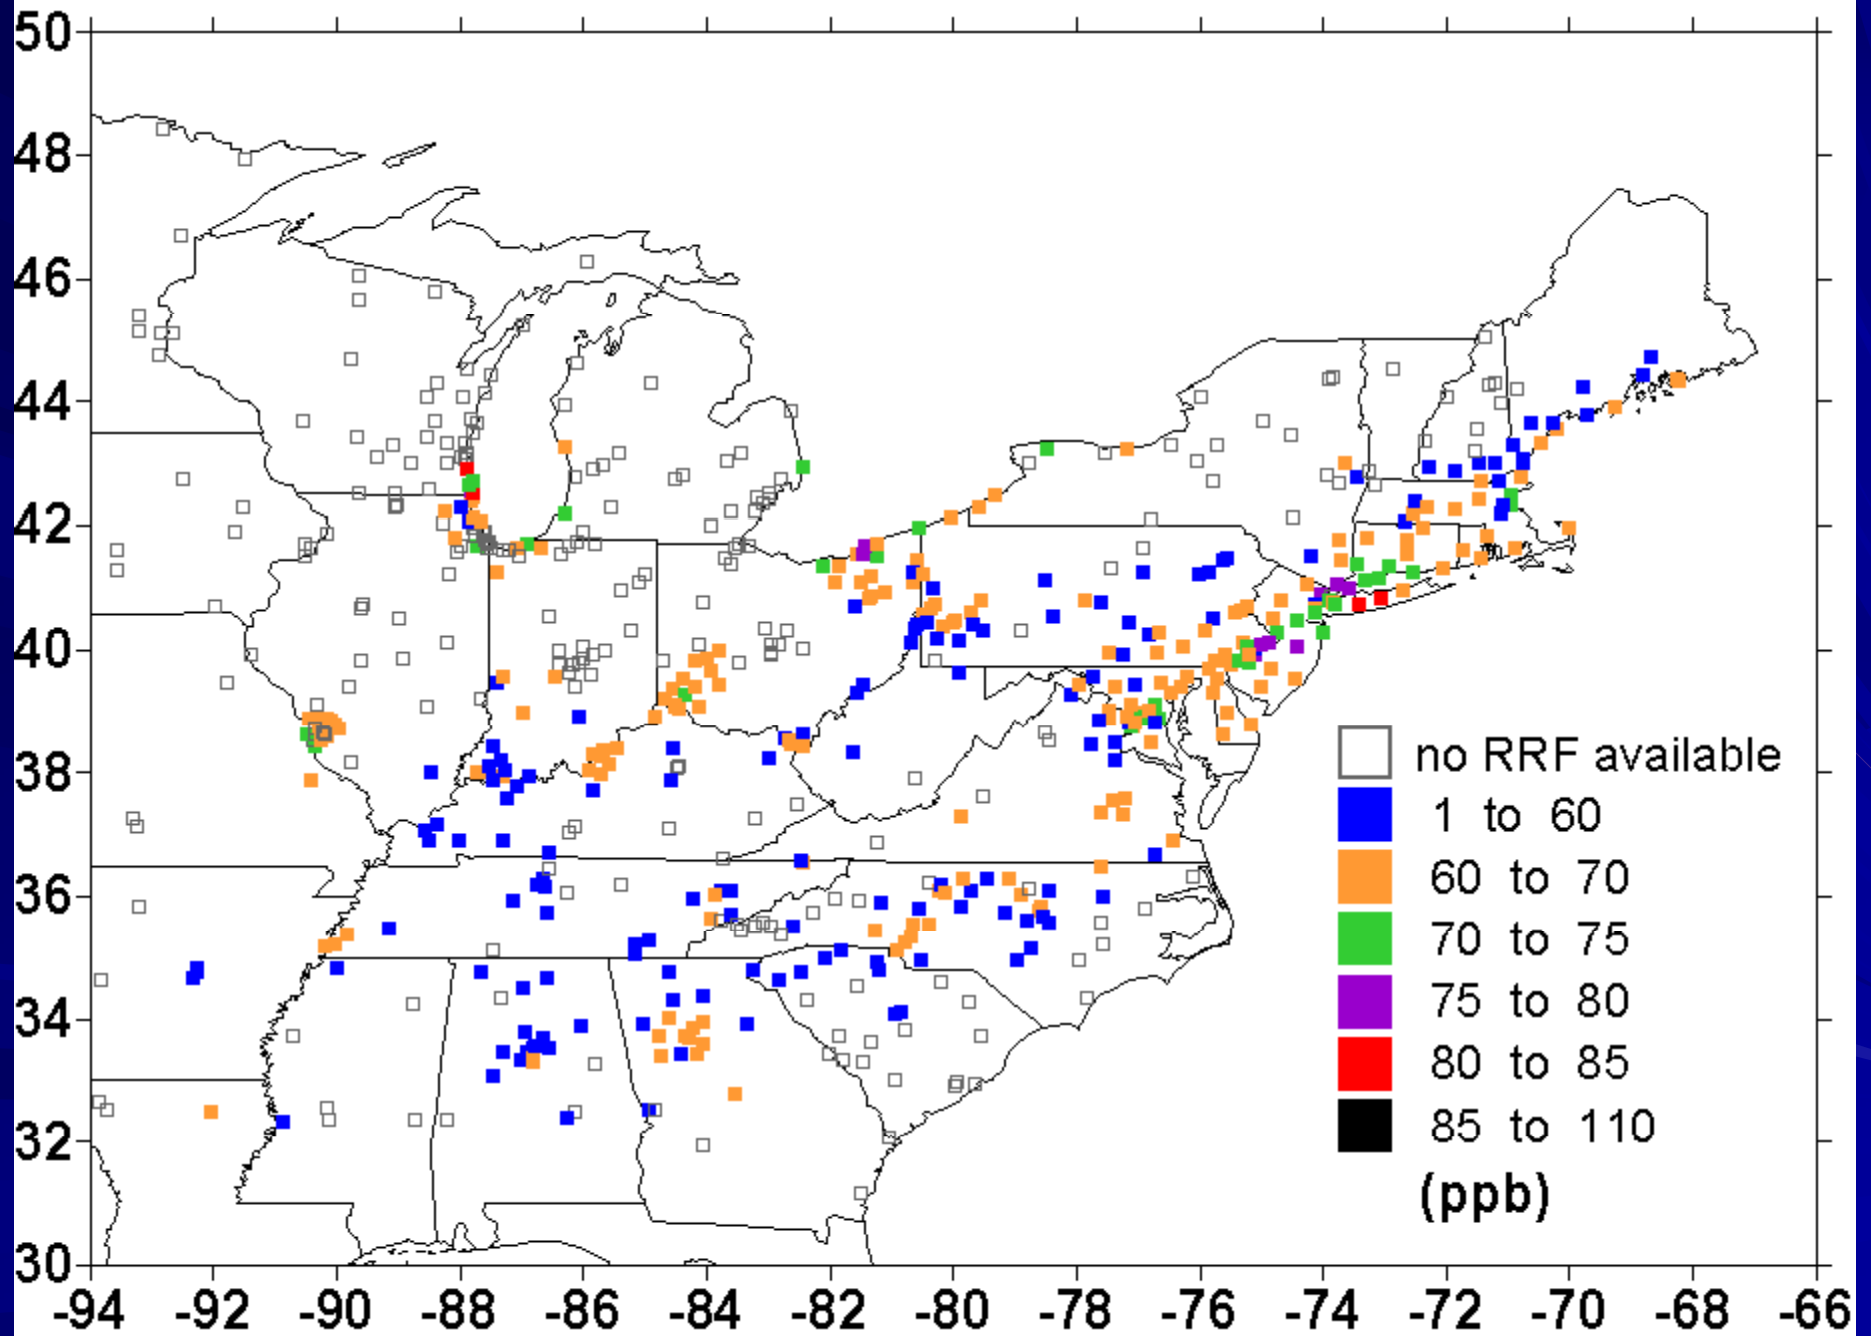 50
48
46
44
42
40
38
36
34
32
30
no RRF available
1 to 60
60 to 70
70 to 75
75 to 80
80 to 85
85 to 110
(ppb)
-94 -92 -90 -88 -86 -84 -82 -80 -78 -76 -74 -72 -70 -68 -66